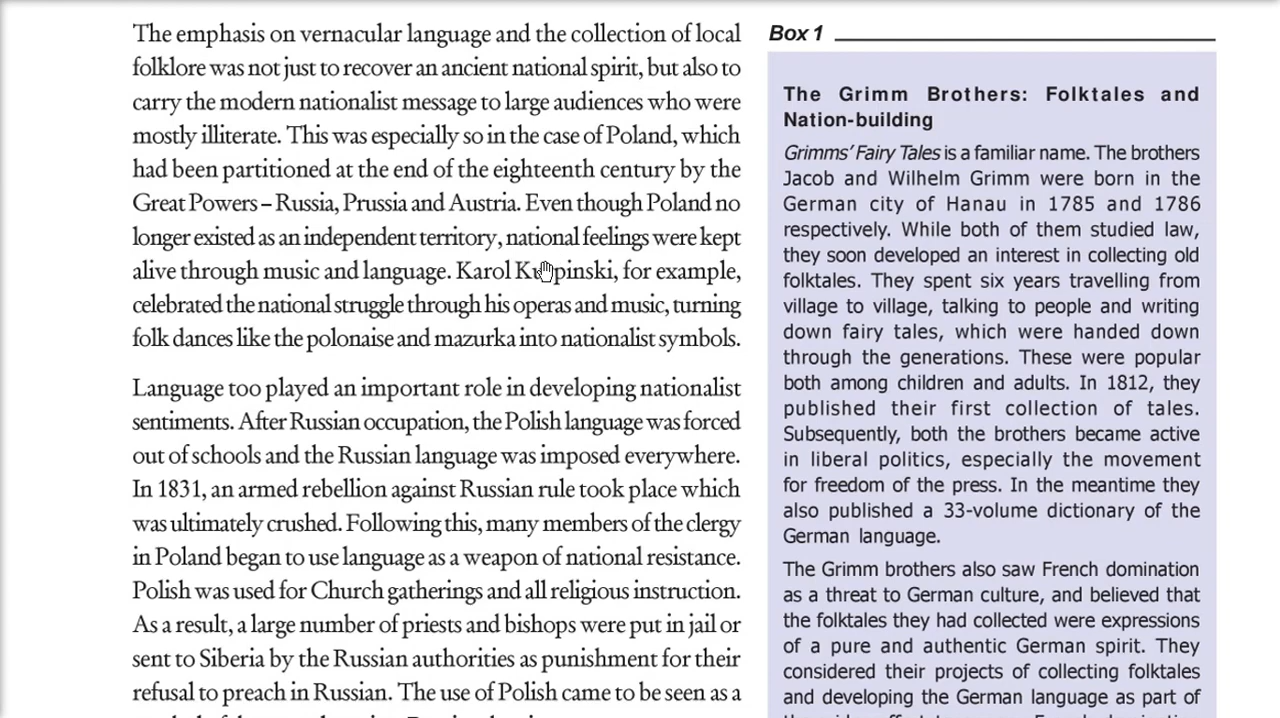 The emphasis on vernacular language and the collection of local
folklore was not just to recover an ancient national spirit, but also to
carry the modern nationalist message to large audiences who were
mostly illiterate. This was especially so in the case of Poland, which
had been partitioned at the end of the eighteenth century by the
Great Powers – Russia, Prussia and Austria. Even though Poland no
longer existed as an independent territory, national feelings were kept
alive through music and language. Karol Kurpinski, for example,
celebrated the national struggle through his operas and music, turning
folk dances like the polonaise and mazurka into nationalist symbols.
Language too played an important role in developing nationalist
sentiments. After Russian occupation, the Polish language was forced
out of schools and the Russian language was imposed everywhere.
In 1831, an armed rebellion against Russian rule took place which
was ultimately crushed. Following this, many members of the clergy
in Poland began to use language as a weapon of national resistance.
Polish was used for Church gatherings and all religious instruction.
As a result, a large number of priests and bishops were put in jail or
sent to Siberia by the Russian authorities as punishment for their
refusal to preach in Russian. The use of Polish came to be seen as a
Box 1
The Grimm Brothers: Folktales and
Nation-building
Grimms' Fairy Tales is a familiar name. The brothers
Jacob and Wilhelm Grimm were born in the
German city of Hanau in 1785 and 1786
respectively. While both of them studied law,
they soon developed an interest in collecting old
folktales. They spent six years travelling from
village to village, talking to people and writing
down fairy tales, which were handed down
through the generations. These were popular
both among children and adults. In 1812, they
published their first collection of tales.
Subsequently, both the brothers became active
in liberal politics, especially the movement
for freedom of the press. In the meantime they
also published a 33-volume dictionary of the
German language.
The Grimm brothers also saw French domination
as a threat to German culture, and believed that
the folktales they had collected were expressions
of a pure and authentic German spirit. They
considered their projects of collecting folktales
and developing the German language as part of